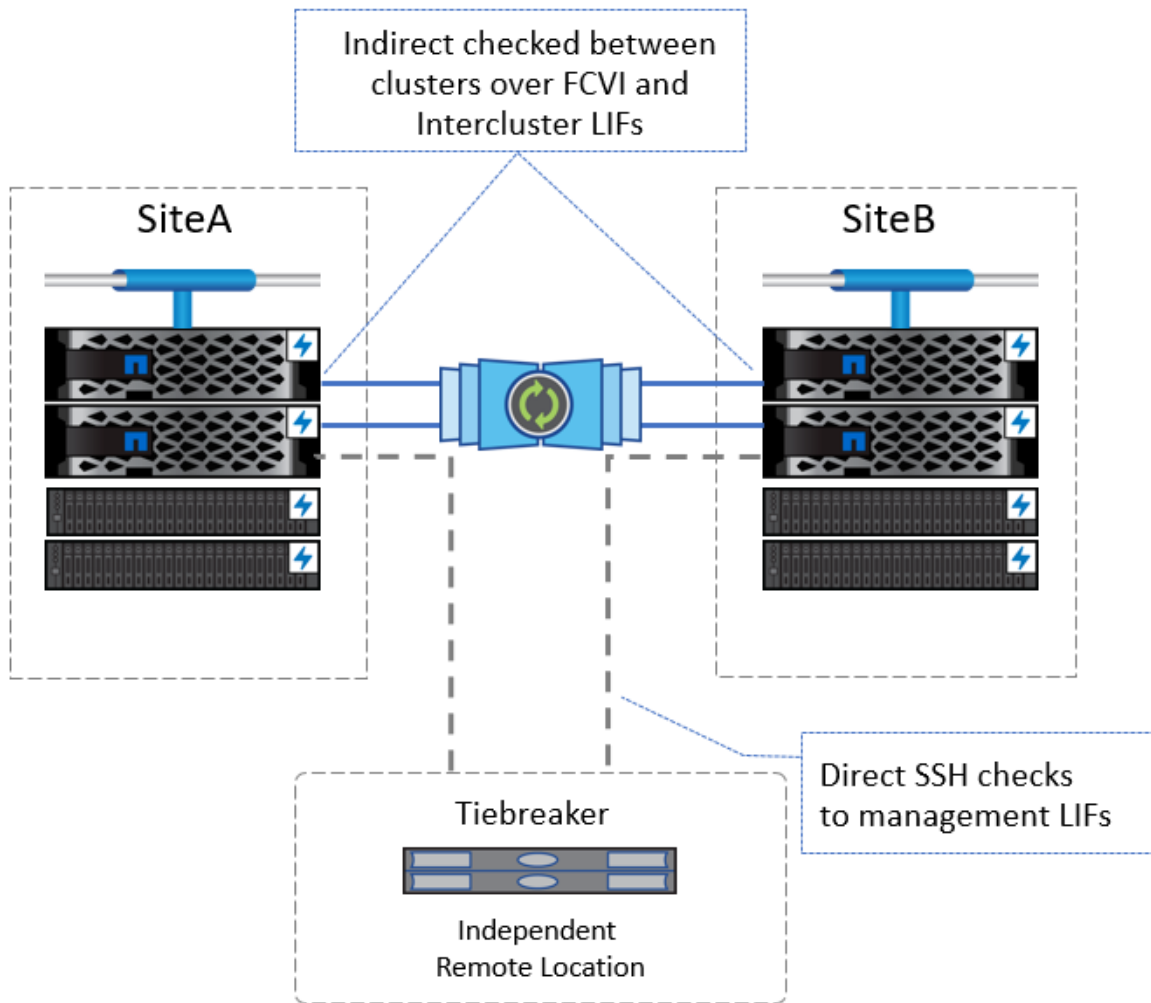 Indirect checked between
clusters over FCVI and
Intercluster LIFs
SiteA
SiteB
Direct SSH checks
to management LIFs
Tiebreaker
Independent
Remote Location